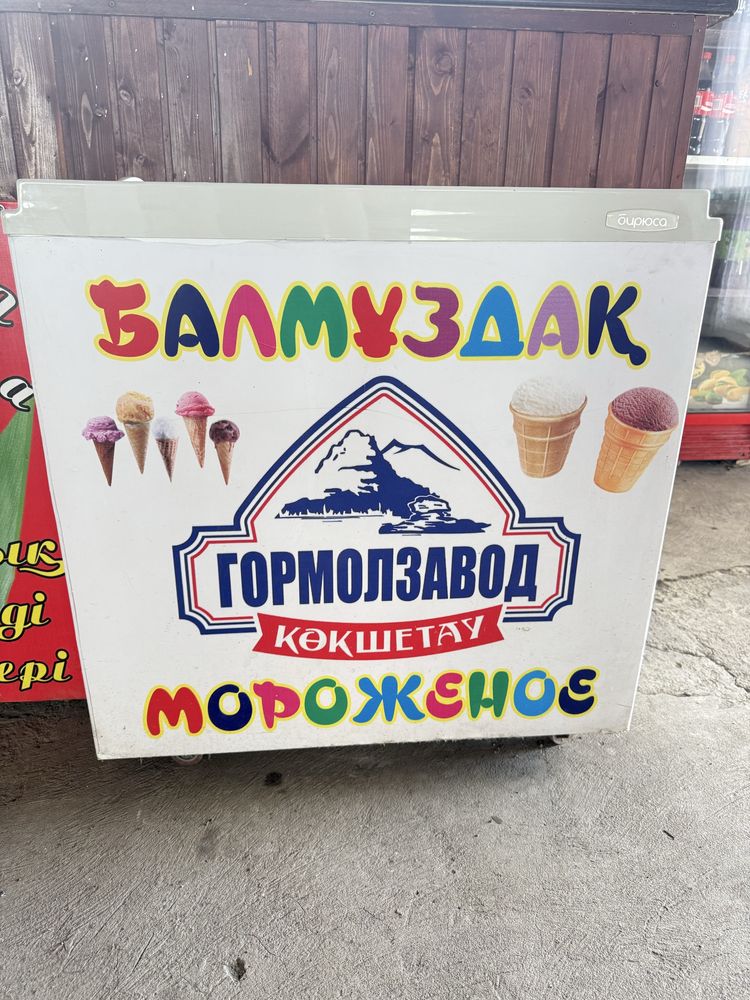 бирюса
БАЛМҰЗДАҚ
ГОРМОЛЗАВОД
КӨКШЕТАУ
МОРОЖЕНОЕ